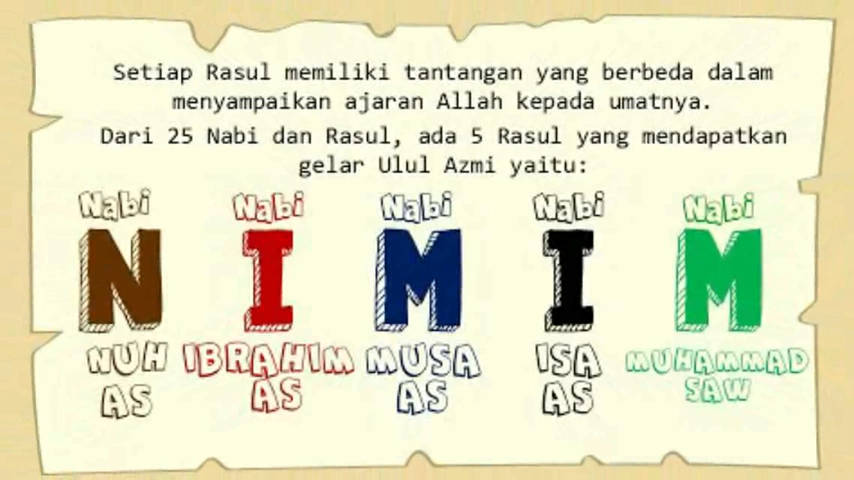 Setiap Rasul memiliki tantangan yang berbeda dalam
menyampaikan ajaran Allah kepada umatnya.
Dari 25 Nabi dan Rasul, ada 5 Rasul yang mendapatkan
gelar Ulul Azmi yaitu:
Nabi Nabi Nabi Nabi Nabi
N I M I M
NUH IBRAHIM MUSA ISA MUHAMMAD
AS AS AS AS SAW